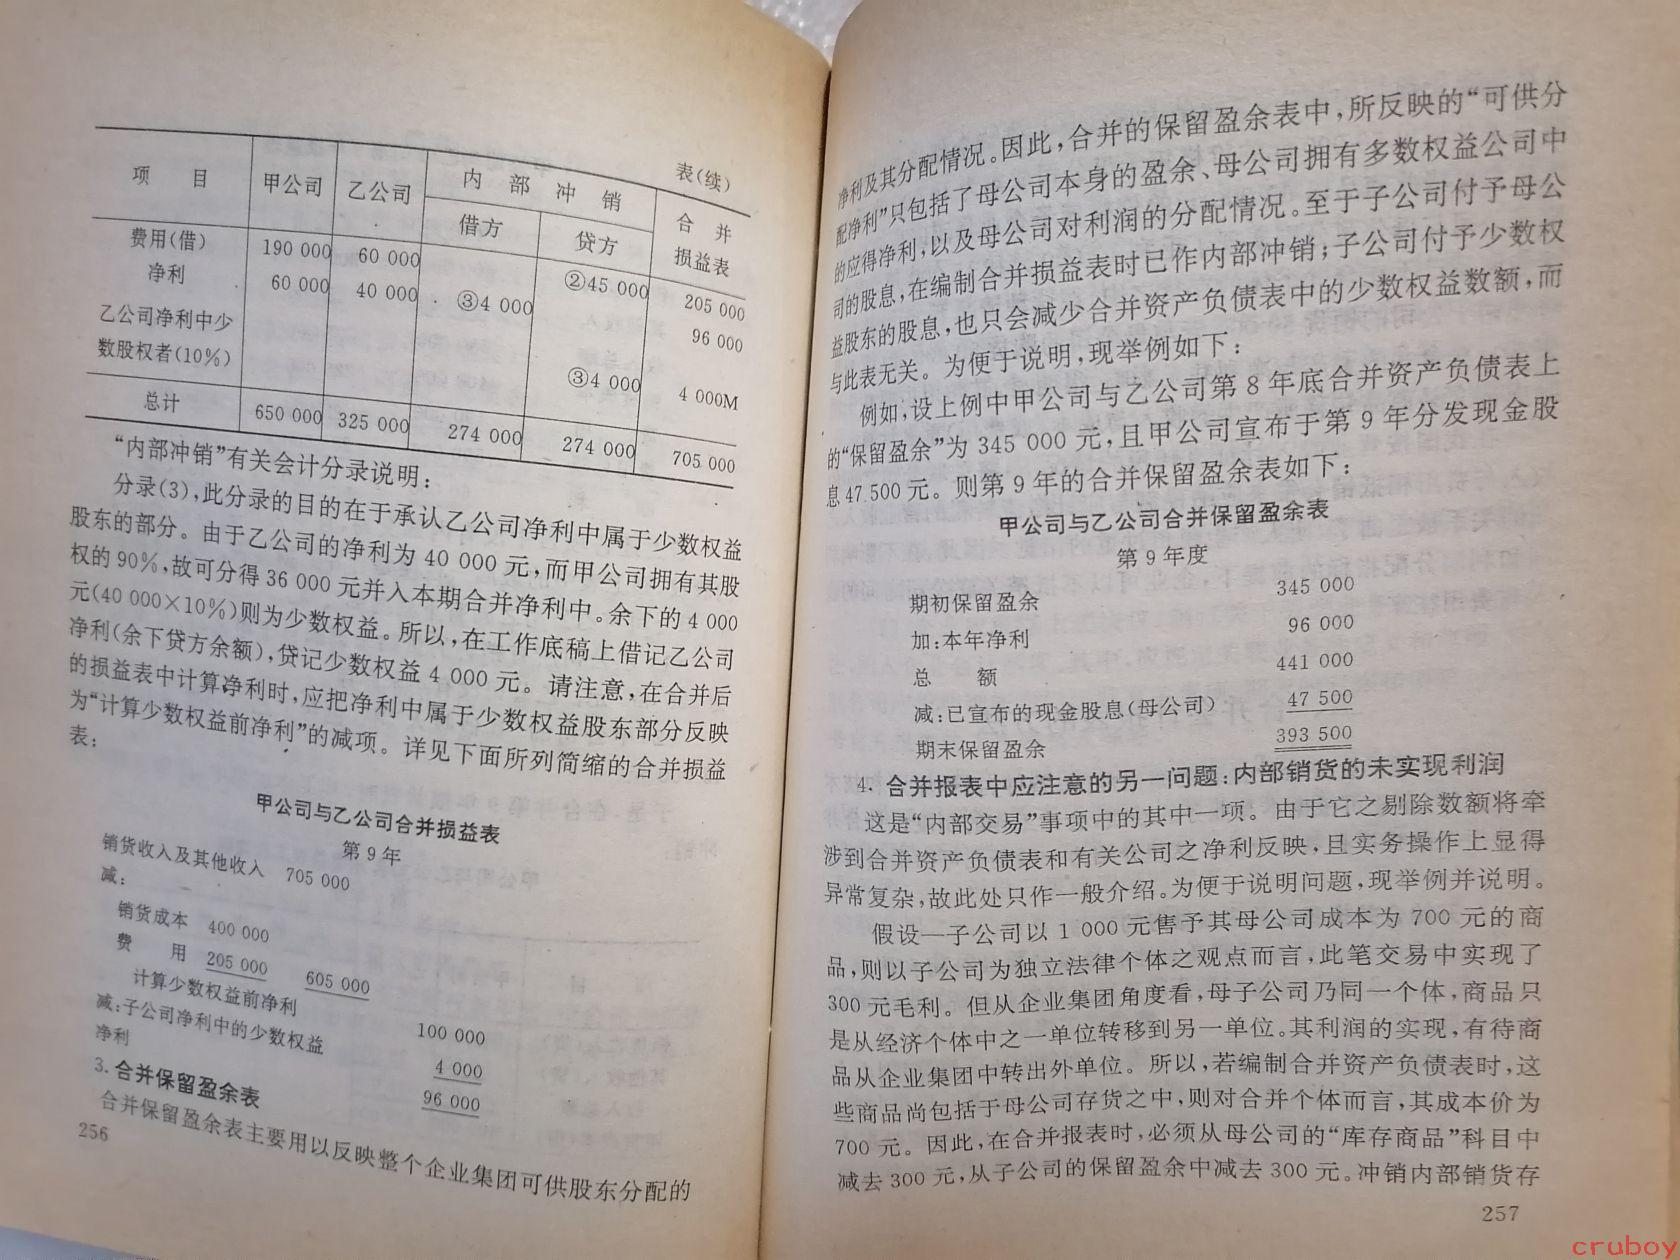 表(续)
项 目 甲公司 乙公司 内 部 冲 销 合 并
借方 贷方 损益表
费用(借) 190 000 60 000 ②45 000 205 000
净利 60 000 40 000 ③4 000 96 000
乙公司净利中少
数股权者(10%) ③4 000 4 000M
总计 650 000 325 000 274 000 274 000 705 000
“内部冲销”有关会计分录说明:
分录(3),此分录的目的在于承认乙公司净利中属于少数权益
股东的部分。由于乙公司的净利为 40 000 元,而甲公司拥有其股
权的 90%,故可分得 36 000 元并入本期合并净利中。余下的 4 000
元(40 000×10%)则为少数权益。所以,在工作底稿上借记乙公司
净利(余下贷方余额),贷记少数权益 4 000 元。请注意,在合并后
的损益表中计算净利时,应把净利中属于少数权益股东部分反映
为“计算少数权益前净利”的减项。详见下面所列简缩的合并损益
表:
甲公司与乙公司合并损益表
第 9 年
销货收入及其他收入 705 000
减:
销货成本 400 000
费 用 205 000 605 000
计算少数权益前净利 100 000
减:子公司净利中的少数权益 4 000
净利 96 000
3. 合并保留盈余表
合并保留盈余表主要用以反映整个企业集团可供股东分配的
256
净利及其分配情况。因此,合并的保留盈余表中,所反映的“可供分
配净利”只包括了母公司本身的盈余、母公司拥有多数权益公司中
的应得净利,以及母公司对利润的分配情况。至于子公司付予母公
司的股息,在编制合并损益表时已作内部冲销;子公司付予少数权
益股东的股息,也只会减少合并资产负债表中的少数权益数额,而
与此表无关。为便于说明,现举例如下:
例如,设上例中甲公司与乙公司第 8 年底合并资产负债表上
的“保留盈余”为 345 000 元,且甲公司宣布于第 9 年分发现金股
息 47 500 元。则第 9 年的合并保留盈余表如下:
甲公司与乙公司合并保留盈余表
第 9 年度
期初保留盈余 345 000
加:本年净利 96 000
总 额 441 000
减:已宣布的现金股息(母公司) 47 500
期末保留盈余 393 500
4. 合并报表中应注意的另一问题:内部销货的未实现利润
这是“内部交易”事项中的其中一项。由于它之剔除数额将牵
涉到合并资产负债表和有关公司之净利反映,且实务操作上显得
异常复杂,故此处只作一般介绍。为便于说明问题,现举例并说明。
假设一子公司以 1 000 元售予其母公司成本为 700 元的商
品,则以子公司为独立法律个体之观点而言,此笔交易中实现了
300 元毛利。但从企业集团角度看,母子公司乃同一个体,商品只
是从经济个体中之一单位转移到另一单位。其利润的实现,有待商
品从企业集团中转出外单位。所以,若编制合并资产负债表时,这
些商品尚包括于母公司存货之中,则对合并个体而言,其成本价为
700 元。因此,在合并报表时,必须从母公司的“库存商品”科目中
减去 300 元,从子公司的保留盈余中减去 300 元。冲销内部销货存
257
cruboy